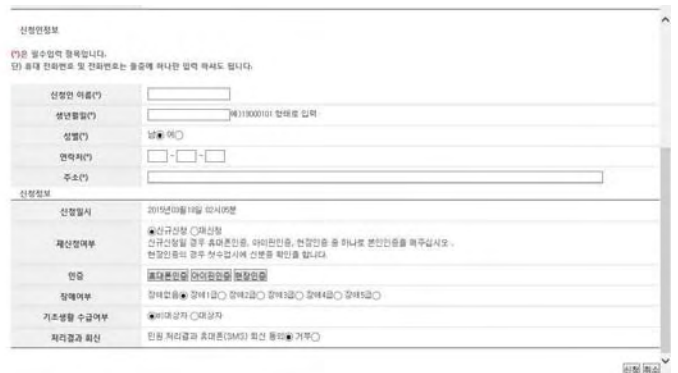 신청인정보
(*)은 필수입력 항목입니다.
단) 휴대 전화번호 및 전화번호는 둘중에 하나만 입력 하셔도 됩니다.
신청인 이름(*)
생년월일(*) 예)19000101 형태로 입력
성별(*) 남 여
연락처(*) - -
주소(*)
신청정보
신청일시 2015년03월18일 02시05분
재신청여부 신규신청 재신청
신규신청일 경우 휴대폰인증, 아이핀인증, 현장인증 중 하나로 본인인증을 해주십시오 .
현장인증의 경우 첫수업시에 신분증 확인을 합니다.
인증 휴대폰인증 아이핀인증 현장인증
장애여부 장애없음 장애1급 장애2급 장애3급 장애4급 장애5급
기초생활 수급여부 비대상자 대상자
처리결과 회신 민원 처리결과 휴대폰(SMS) 회신 동의 거부
신청 취소